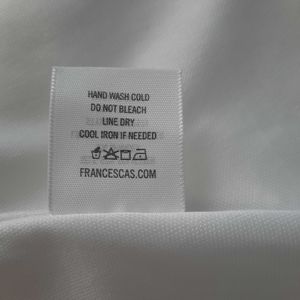 HAND WASH COLD
DO NOT BLEACH
LINE DRY
COOL IRON IF NEEDED
FRANCESCAS.COM